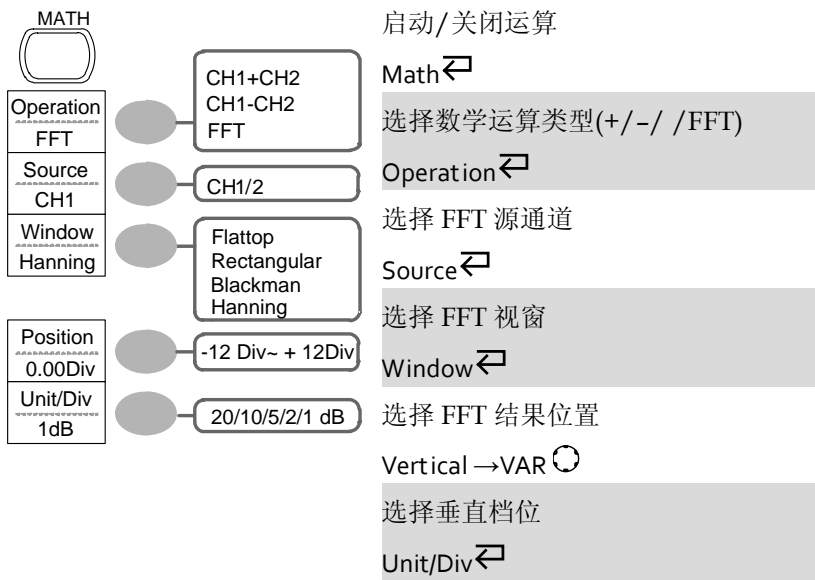 MATH
Operation
FFT
CH1+CH2
CH1-CH2
FFT
Source
CH1
CH1/2
Window
Hanning
Flattop
Rectangular
Blackman
Hanning
Position
0.00Div
-12 Div~ + 12Div
Unit/Div
1dB
20/10/5/2/1 dB
启动/关闭运算
Math
选择数学运算类型(+/-/ /FFT)
Operation
选择 FFT 源通道
Source
选择 FFT 视窗
Window
选择 FFT 结果位置
Vertical →VAR
选择垂直档位
Unit/Div